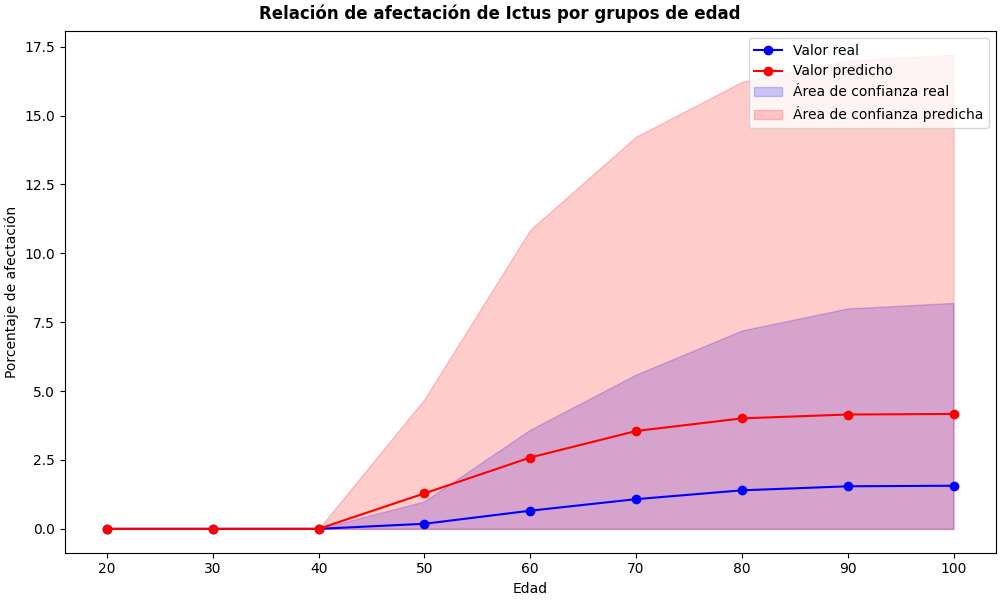 Relación de afectación de Ictus por grupos de edad
Valor real
Valor predicho
Área de confianza real
Área de confianza predicha
Porcentaje de afectación
17.5
15.0
12.5
10.0
7.5
5.0
2.5
0.0
20 30 40 50 60 70 80 90 100
Edad